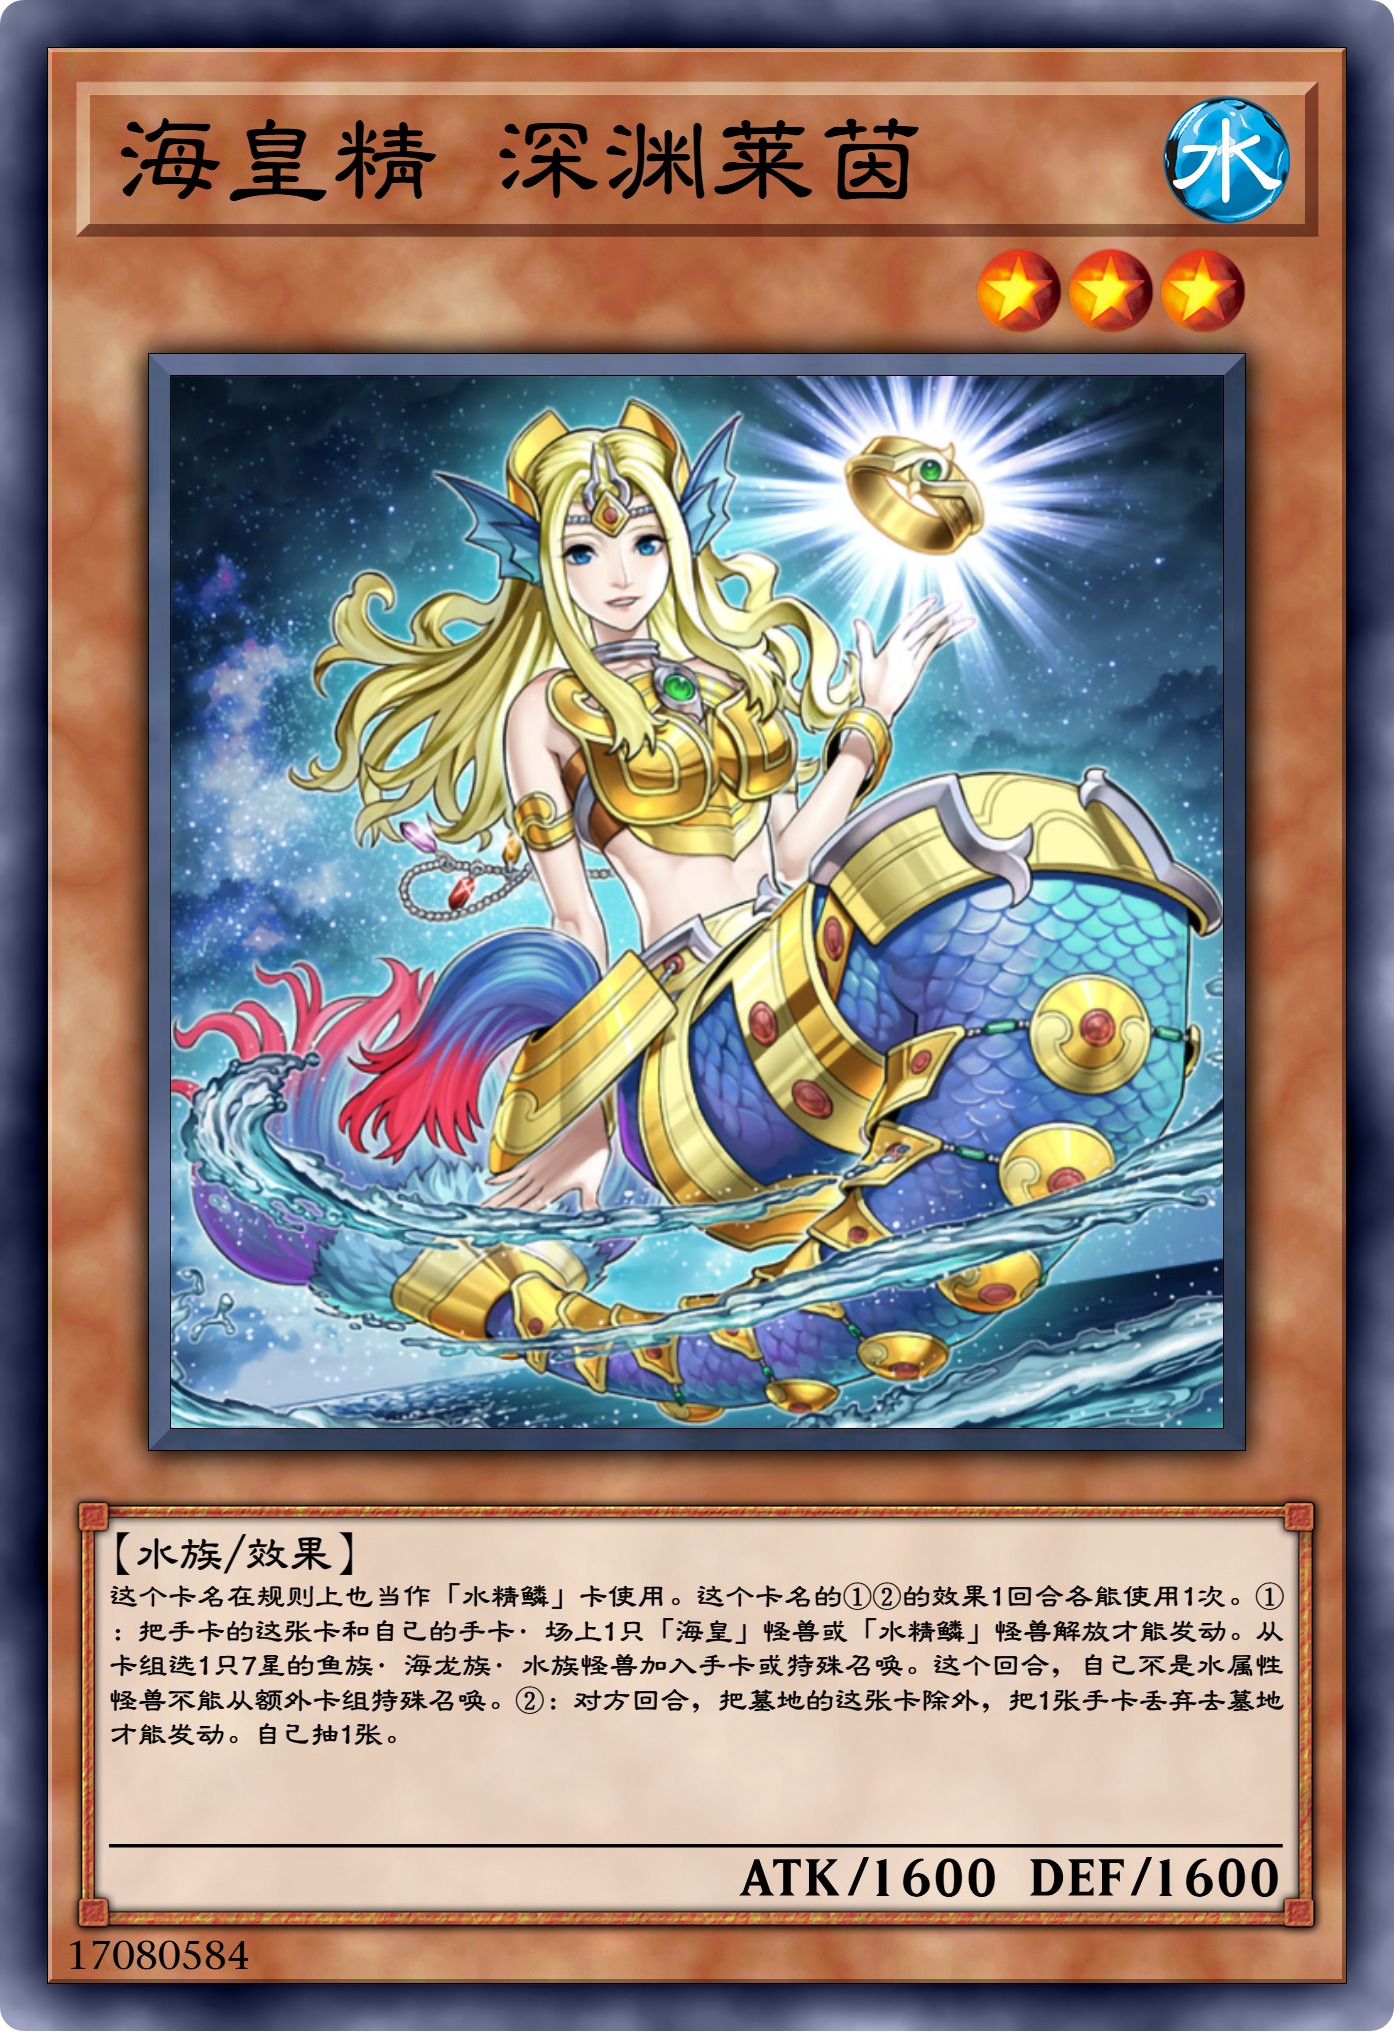 海皇精 深渊莱茵
水
【水族/效果】
这个卡名在规则上也当作「水精鳞」卡使用。这个卡名的①②的效果1回合各能使用1次。①
：把手卡的这张卡和自己的手卡·场上1只「海皇」怪兽或「水精鳞」怪兽解放才能发动。从
卡组选1只7星的鱼族·海龙族·水族怪兽加入手卡或特殊召唤。这个回合，自己不是水属性
怪兽不能从额外卡组特殊召唤。②：对方回合，把墓地的这张卡除外，把1张手卡丢弃去墓地
才能发动。自己抽1张。
ATK/1600 DEF/1600
17080584